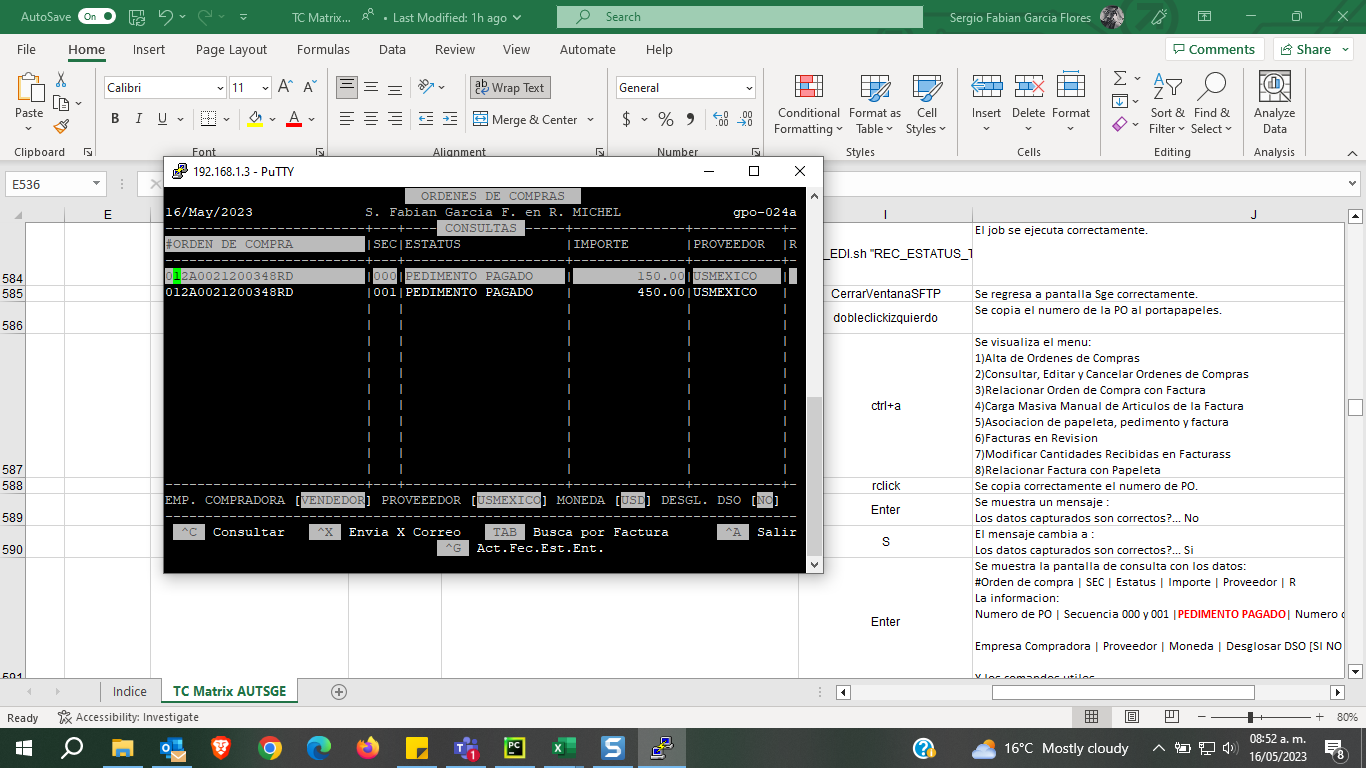 AutoSave On TC Matrix... • Last Modified: 1h ago Search Sergio Fabian Garcia Flores
File Home Insert Page Layout Formulas Data Review View Automate Help Comments Share
Calibri 11 Wrap Text General
Paste B I U Merge & Center $ % Conditional Formatting Format as Table Cell Styles Insert Delete Format Sort & Filter Find & Select Analyze Data
Clipboard Font Alignment Number Styles Cells Editing Analysis
E536
192.168.1.3 - PuTTY
ORDENES DE COMPRAS
16/May/2023 S. Fabian Garcia F. en R. MICHEL gpo-024a
CONSULTAS
#ORDEN DE COMPRA |SEC|ESTATUS |IMPORTE |PROVEEDOR |R
012A0021200348RD |000|PEDIMENTO PAGADO | 150.00|USMEXICO |
012A0021200348RD |001|PEDIMENTO PAGADO | 450.00|USMEXICO |
EMP. COMPRADORA [VENDEDOR] PROVEEEDOR [USMEXICO] MONEDA [USD] DESGL. DSO [NO]
^C Consultar ^X Envia X Correo TAB Busca por Factura ^A Salir
^G Act.Fec.Est.Ent.
E I J
584 _EDI.sh "REC_ESTATUS_T El job se ejecuta correctamente.
585 CerrarVentanaSFTP Se regresa a pantalla Sge correctamente.
586 dobleclickizquierdo Se copia el numero de la PO al portapapeles.
587 ctrl+a Se visualiza el menu:
1)Alta de Ordenes de Compras
2)Consultar, Editar y Cancelar Ordenes de Compras
3)Relacionar Orden de Compra con Factura
4)Carga Masiva Manual de Articulos de la Factura
5)Asociacion de papeleta, pedimento y factura
6)Facturas en Revision
7)Modificar Cantidades Recibidas en Facturass
8)Relacionar Factura con Papeleta
588 rclick Se copia correctamente el numero de PO.
589 Enter Se muestra un mensaje :
Los datos capturados son correctos?... No
590 S El mensaje cambia a :
Los datos capturados son correctos?... Si
591 Enter Se muestra la pantalla de consulta con los datos:
#Orden de compra | SEC | Estatus | Importe | Proveedor | R
La informacion:
Numero de PO | Secuencia 000 y 001 |PEDIMENTO PAGADO| Numero
Empresa Compradora | Proveedor | Moneda | Desglosar DSO [SI NO
Y los comandos utiles
Indice TC Matrix AUTSGE
Ready Accessibility: Investigate 80%
1 16°C Mostly cloudy 08:52 a. m.
16/05/2023 8